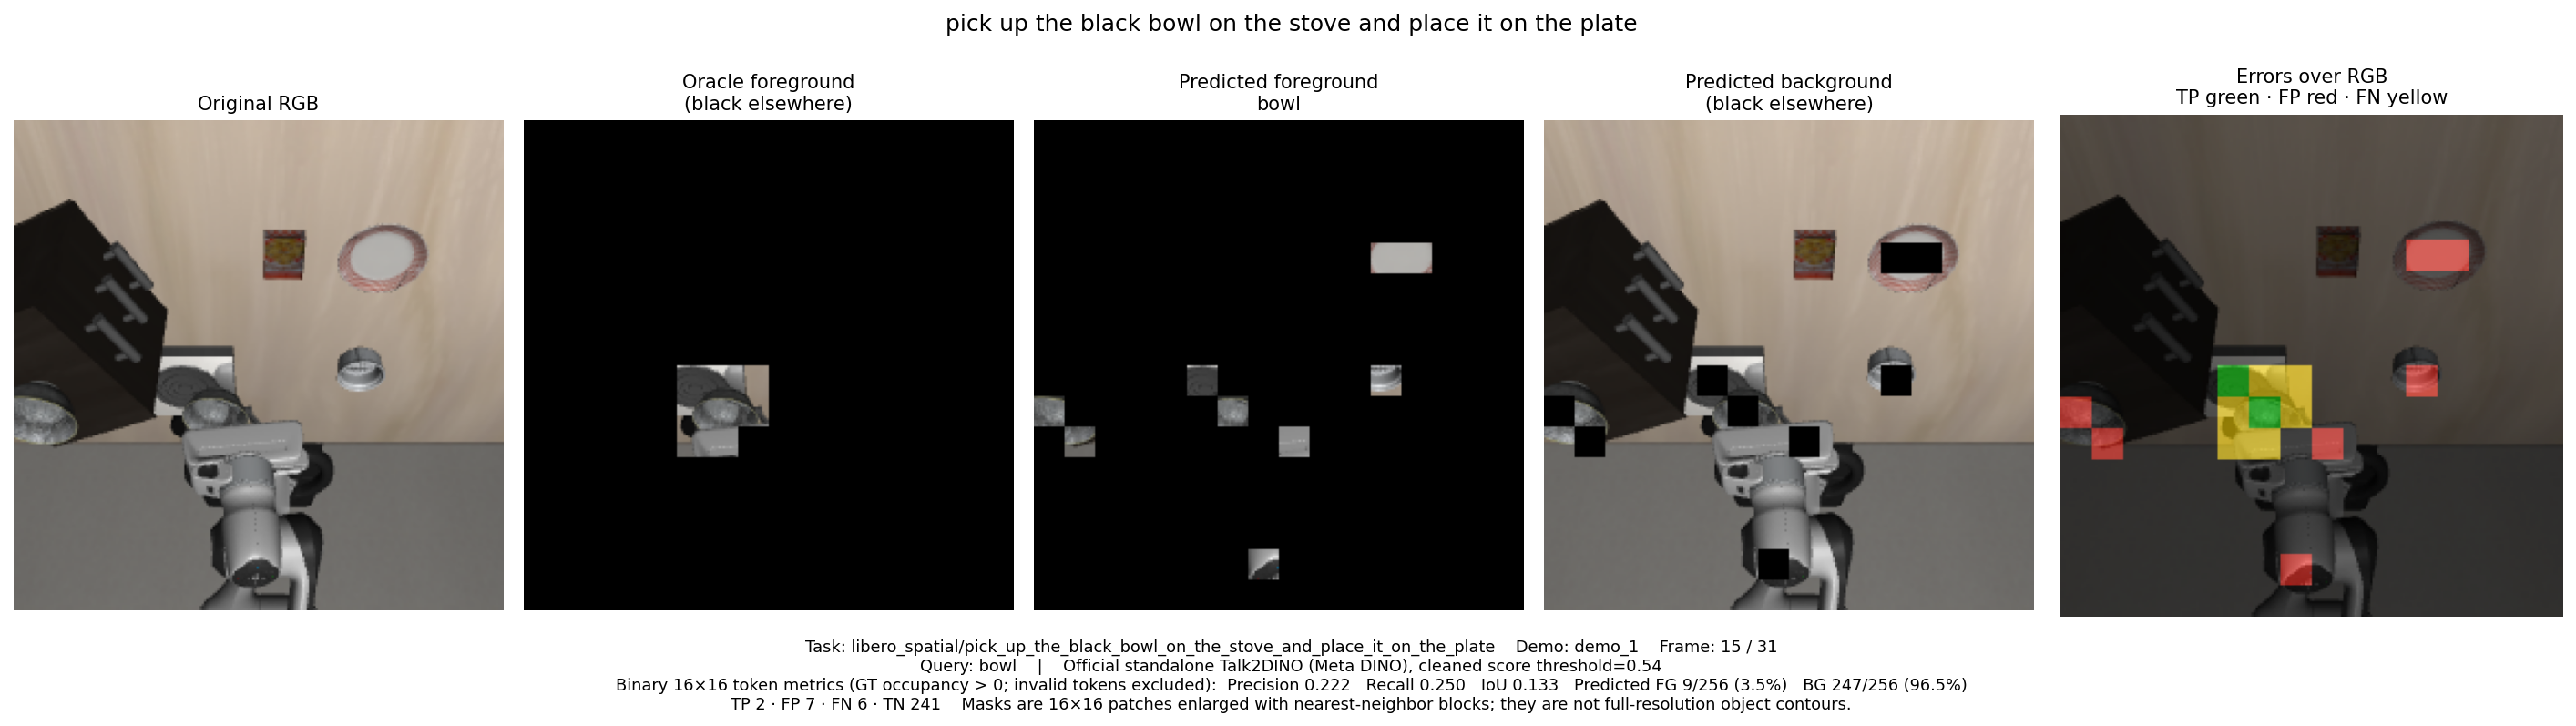 pick up the black bowl on the stove and place it on the plate
Original RGB
Oracle foreground
(black elsewhere)
Predicted foreground
bowl
Predicted background
(black elsewhere)
Errors over RGB
TP green · FP red · FN yellow
Task: libero_spatial/pick_up_the_black_bowl_on_the_stove_and_place_it_on_the_plate    Demo: demo_1    Frame: 15 / 31
Query: bowl    |    Official standalone Talk2DINO (Meta DINO), cleaned score threshold=0.54
Binary 16×16 token metrics (GT occupancy > 0; invalid tokens excluded):  Precision 0.222   Recall 0.250   IoU 0.133   Predicted FG 9/256 (3.5%)   BG 247/256 (96.5%)
TP 2 · FP 7 · FN 6 · TN 241    Masks are 16×16 patches enlarged with nearest-neighbor blocks; they are not full-resolution object contours.